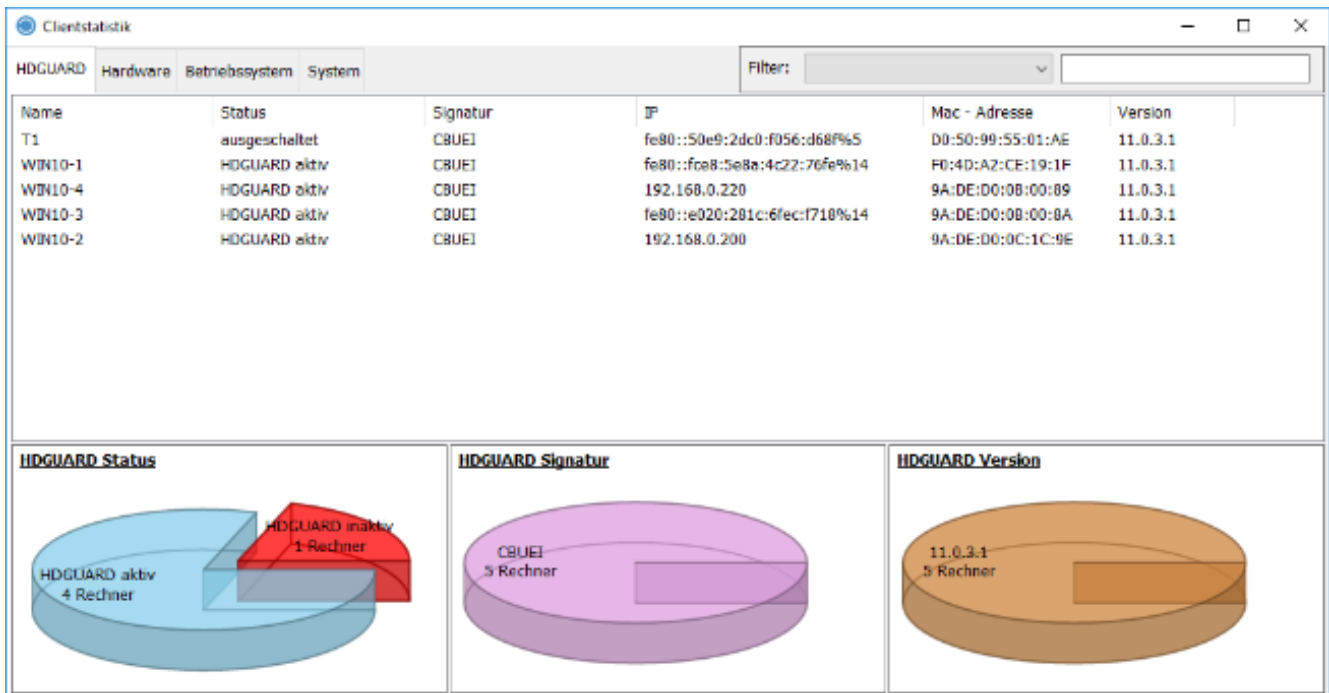 Clientstatistik
HDGUARD Hardware Betriebssystem System Filter:
Name Status Signatur IP Mac - Adresse Version
T1 ausgeschaltet CBUEI fe80::50e9:2dc0:f056:d68f%5 D0:50:99:55:01:AE 11.0.3.1
WIN10-1 HDGUARD aktiv CBUEI fe80::fce8:5e8a:4c22:76fe%14 F0:4D:A2:CE:19:1F 11.0.3.1
WIN10-4 HDGUARD aktiv CBUEI 192.168.0.220 9A:DE:D0:0B:00:89 11.0.3.1
WIN10-3 HDGUARD aktiv CBUEI fe80::e020:281c:6fec:f718%14 9A:DE:D0:0B:00:8A 11.0.3.1
WIN10-2 HDGUARD aktiv CBUEI 192.168.0.200 9A:DE:D0:0C:1C:9E 11.0.3.1
HDGUARD Status
HDGUARD inaktiv
1 Rechner
HDGUARD aktiv
4 Rechner
HDGUARD Signatur
CBUEI
5 Rechner
HDGUARD Version
11.0.3.1
5 Rechner